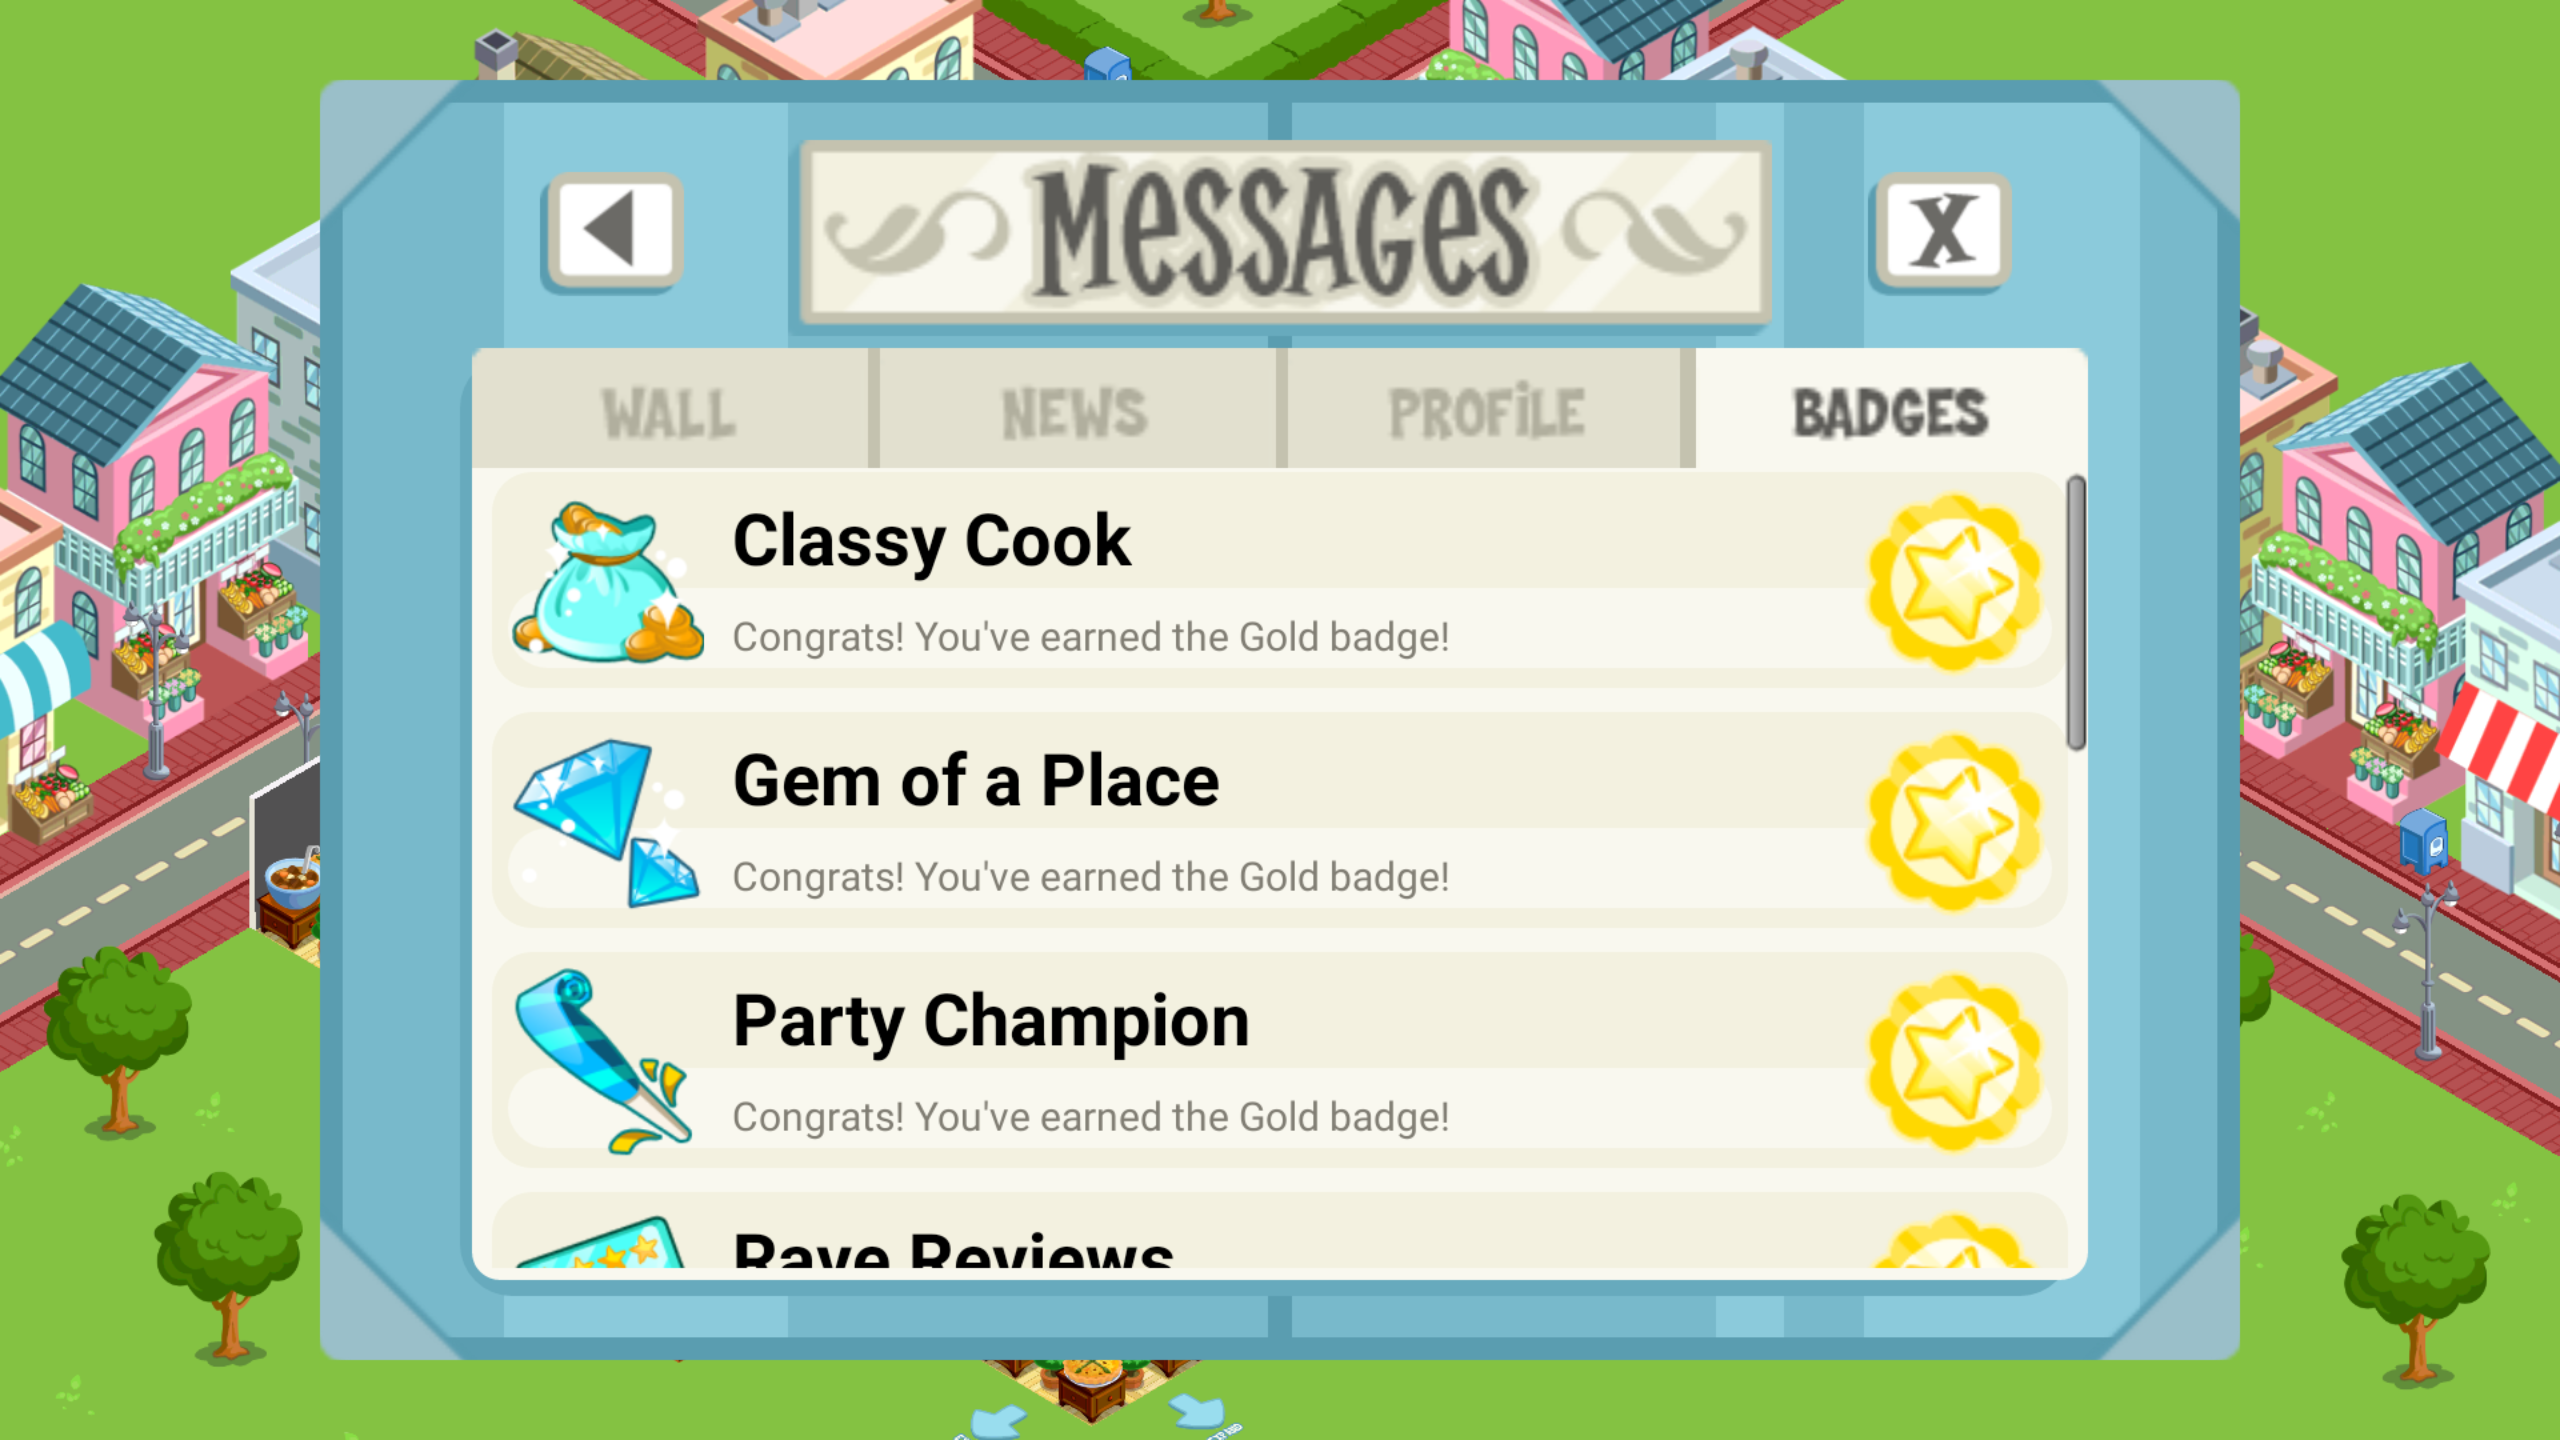 MESSAGES
X
WALL
NEWS
PROFILE
BADGES
Classy Cook
Congrats! You've earned the Gold badge!
Gem of a Place
Congrats! You've earned the Gold badge!
Party Champion
Congrats! You've earned the Gold badge!
Rave Reviews